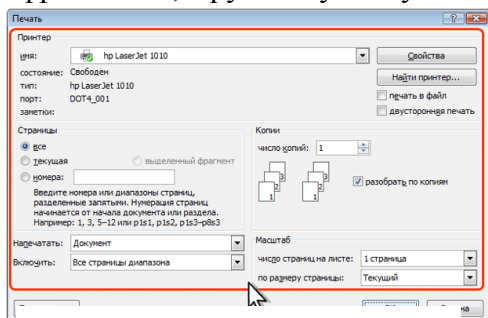 Печать
Принтер
имя: hp LaserJet 1010
Свойства
состояние: Свободен
Найти принтер...
тип: hp LaserJet 1010
порт: DOT4_001
печать в файл
заметки:
двусторонняя печать
Страницы
все
текущая
выделенный фрагмент
номера:
Введите номера или диапазоны страниц,
разделенные запятыми. Нумерация страниц
начинается от начала документа или раздела.
Например: 1, 3, 5–12 или p1s1, p1s2, p1s3–p8s3
Копии
число копий: 1
разобрать по копиям
Напечатать: Документ
Включить: Все страницы диапазона
Масштаб
число страниц на листе: 1 страница
по размеру страницы: Текущий